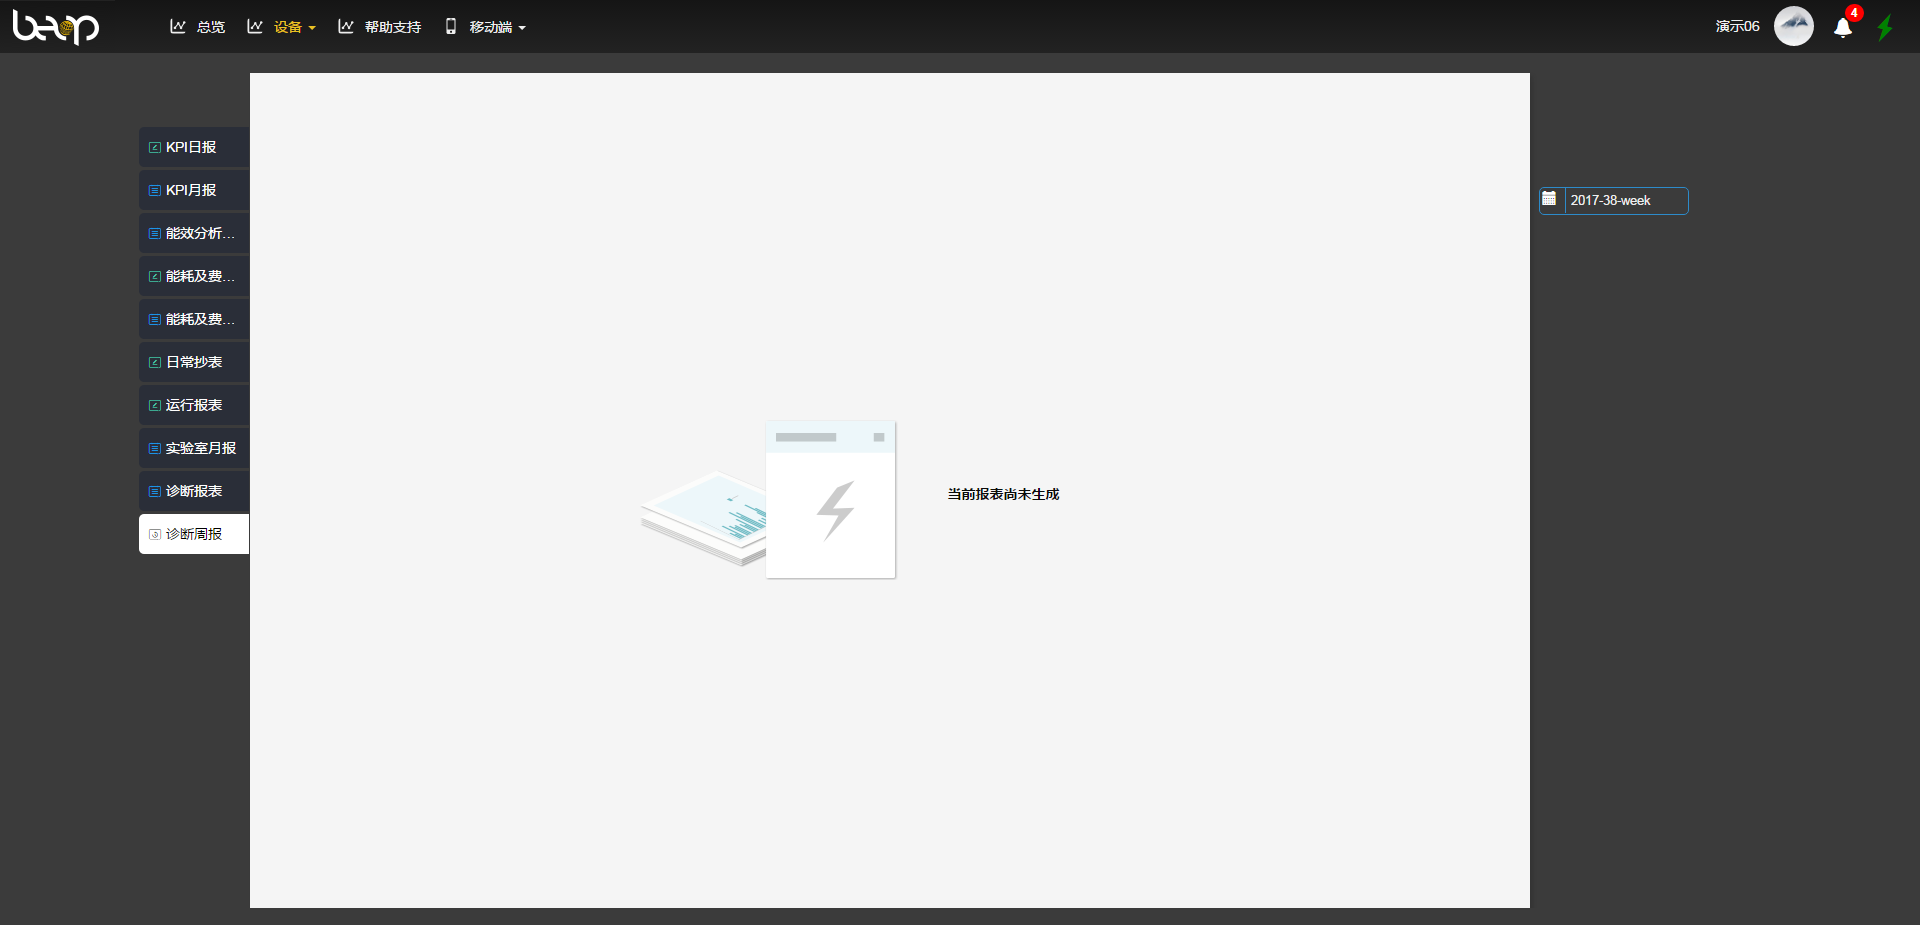 beop
总览
设备
帮助支持
移动端
演示06
4
KPI日报
KPI月报
能效分析...
能耗及费...
能耗及费...
日常抄表
运行报表
实验室月报
诊断报表
诊断周报
当前报表尚未生成
2017-38-week